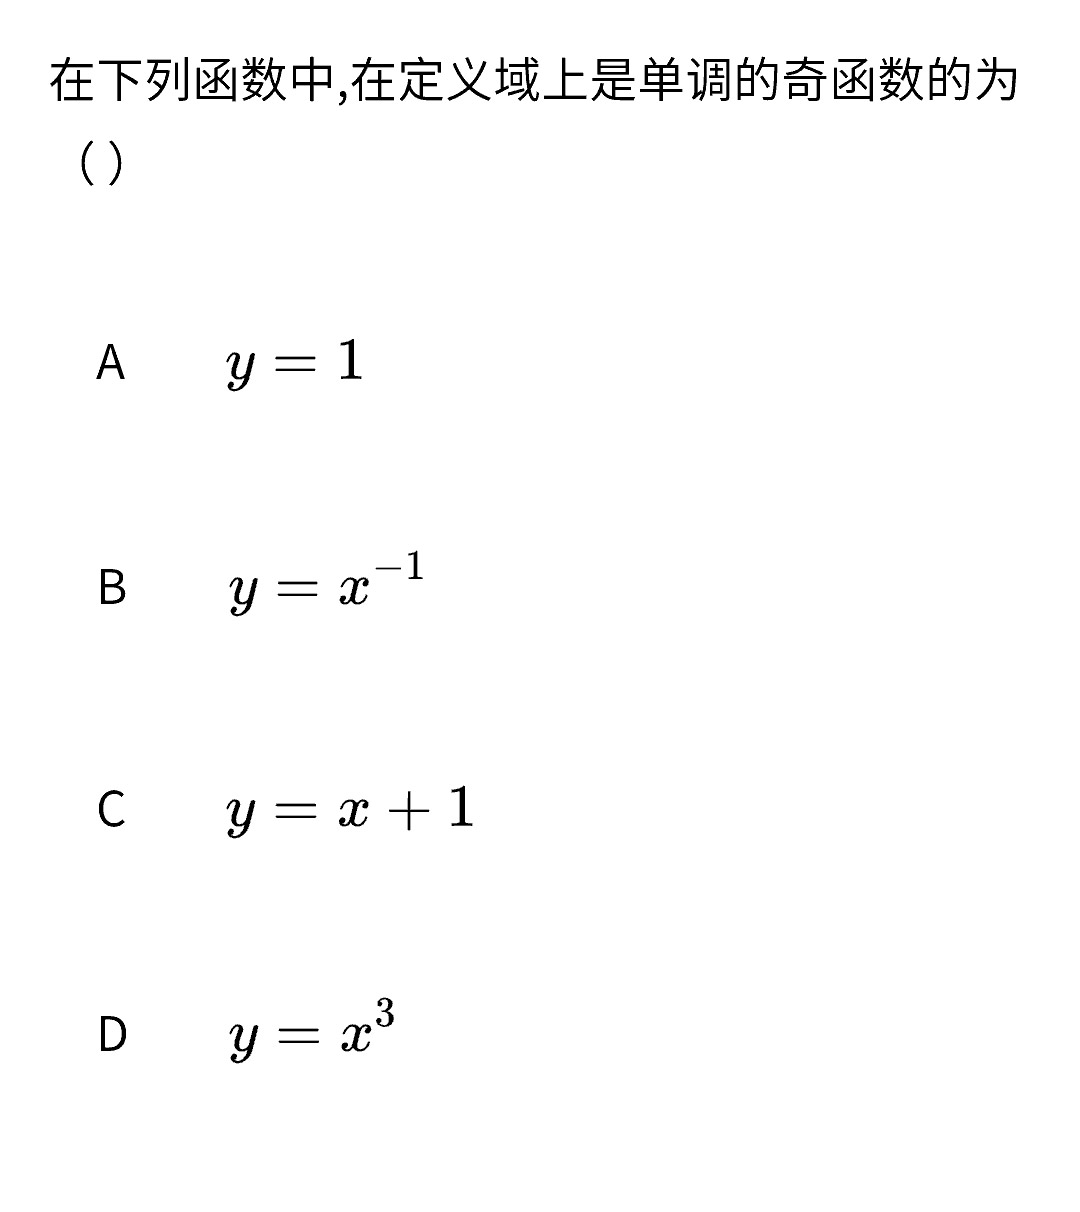 在下列函数中,在定义域上是单调的奇函数的为
（ ）
A y = 1
B y = x⁻¹
C y = x + 1
D y = x³